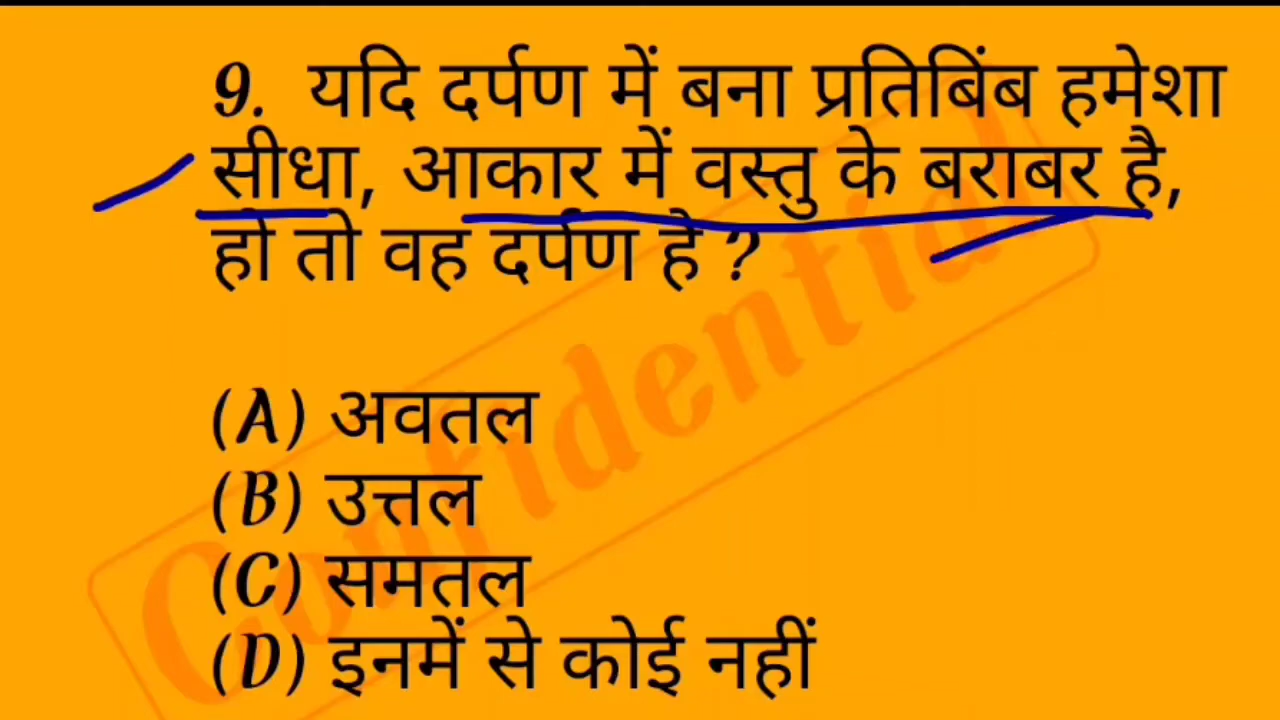 9. यदि दर्पण में बना प्रतिबिंब हमेशा
सीधा, आकार में वस्तु के बराबर है,
हो तो वह दर्पण है ?
(A) अवतल
(B) उत्तल
(C) समतल
(D) इनमें से कोई नहीं
Confidential